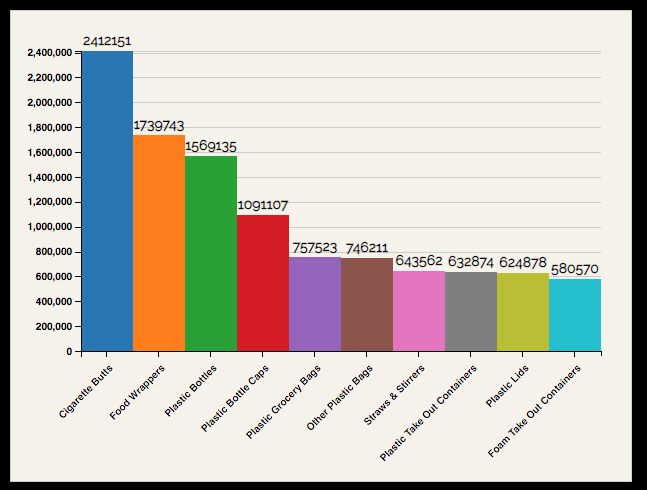 2412151
2,400,000
2,200,000
2,000,000
1,800,000
1739743
1,600,000
1569135
1,400,000
1,200,000
1091107
1,000,000
800,000
757523
746211
643562
632874
624878
580570
600,000
400,000
200,000
0
Cigarette Butts
Food Wrappers
Plastic Bottles
Plastic Bottle Caps
Plastic Grocery Bags
Other Plastic Bags
Straws & Stirrers
Plastic Take Out Containers
Plastic Lids
Foam Take Out Containers